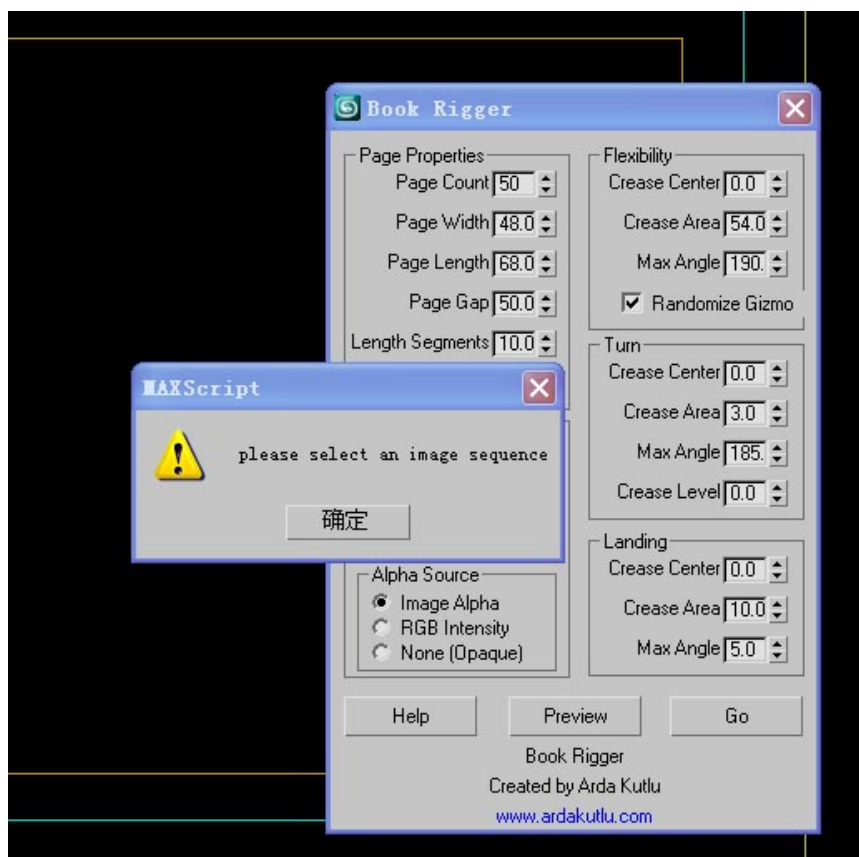 Book Rigger
Page Properties
Page Count 50
Page Width 48.0
Page Length 68.0
Page Gap 50.0
Length Segments 10.0
Flexibility
Crease Center 0.0
Crease Area 54.0
Max Angle 190.
Randomize Gizmo
Turn
Crease Center 0.0
Crease Area 3.0
Max Angle 185.
Crease Level 0.0
MAXScript
please select an image sequence
确定
Alpha Source
Image Alpha
RGB Intensity
None (Opaque)
Landing
Crease Center 0.0
Crease Area 10.0
Max Angle 5.0
Help Preview Go
Book Rigger
Created by Arda Kutlu
www.ardakutlu.com